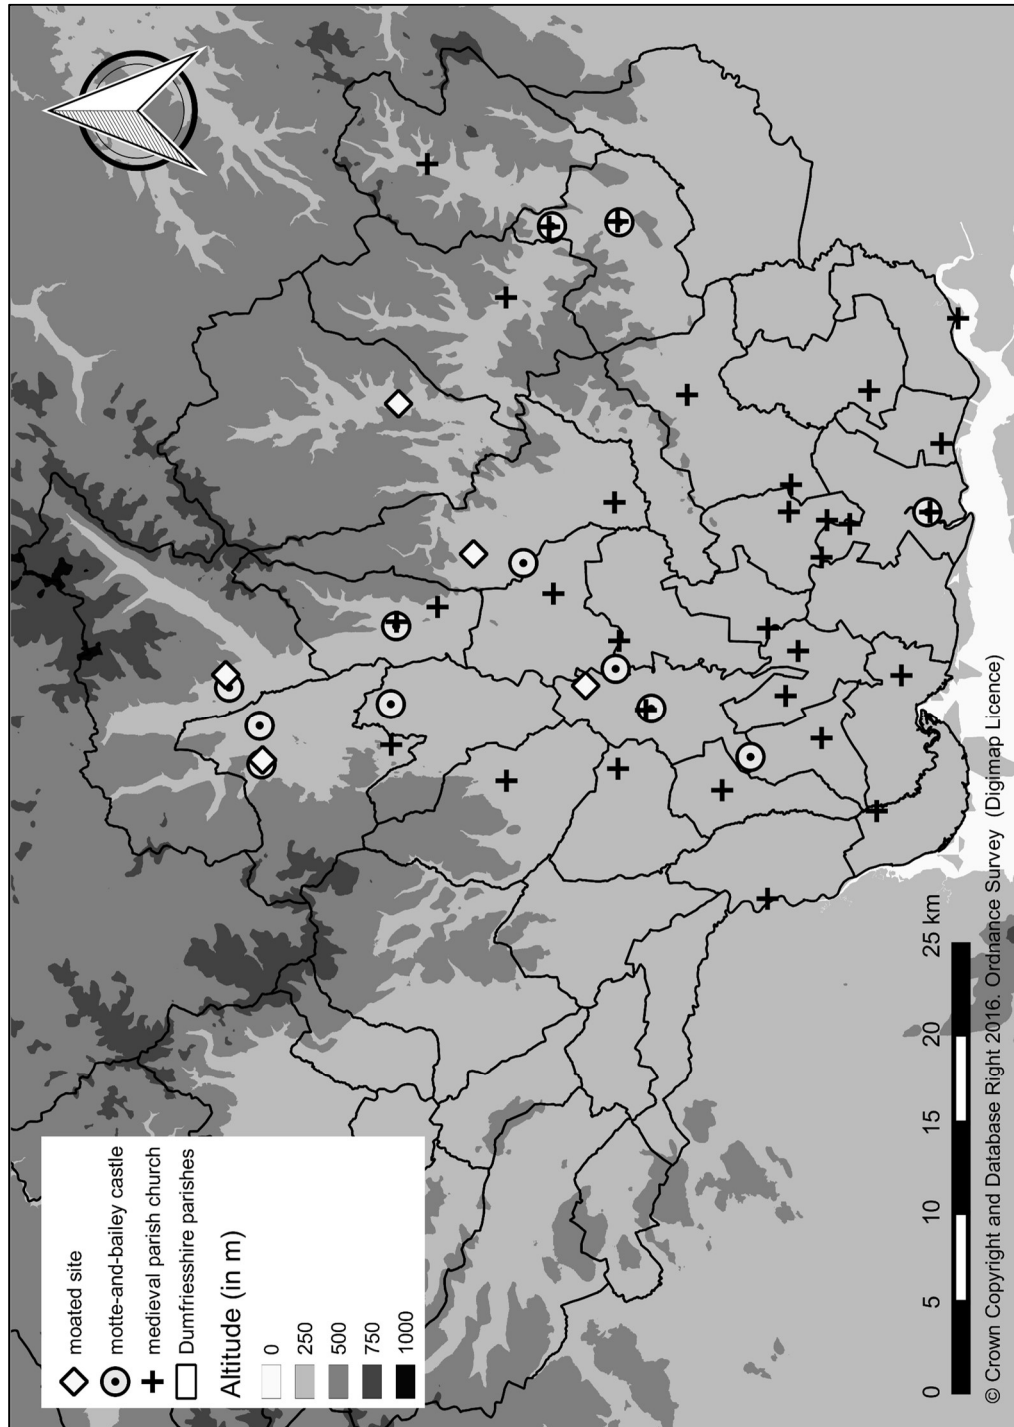 moated site
motte-and-bailey castle
medieval parish church
Dumfriesshire parishes
Altitude (in m)
0
250
500
750
1000
0 5 10 15 20 25 km
© Crown Copyright and Database Right 2016. Ordnance Survey (Digimap Licence)